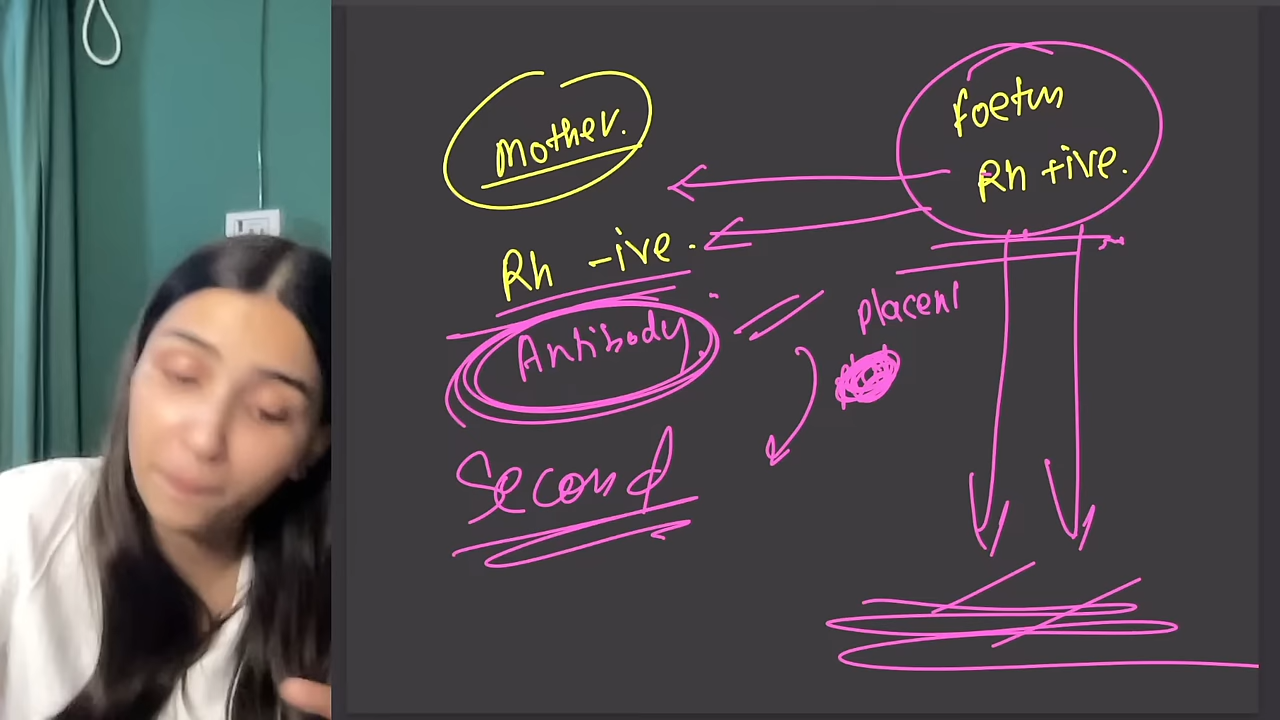 Mother.
Rh -ive.
Antibody.
Second
foetus
Rh +ive.
placent